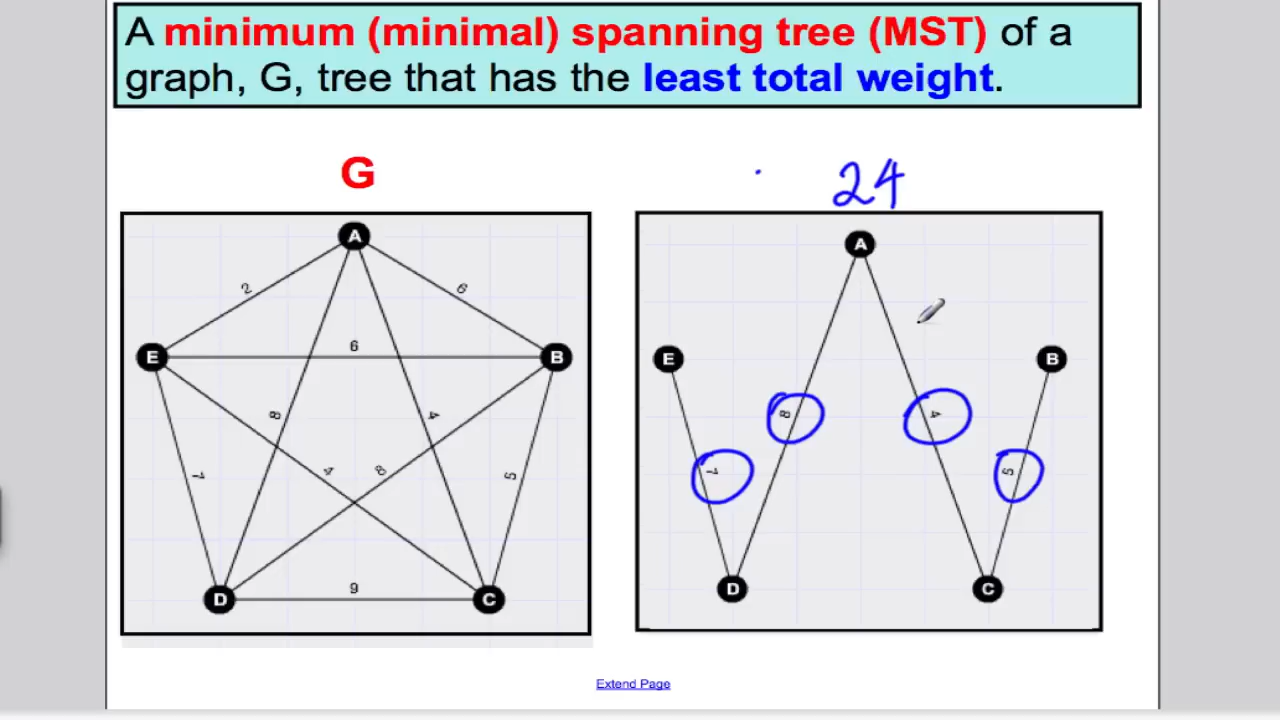 A minimum (minimal) spanning tree (MST) of a
graph, G, tree that has the least total weight.
G
24
A
2
6
E
6
B
8
4
7
4
8
5
D
9
C
A
E
B
8
4
7
5
D
C
Extend Page